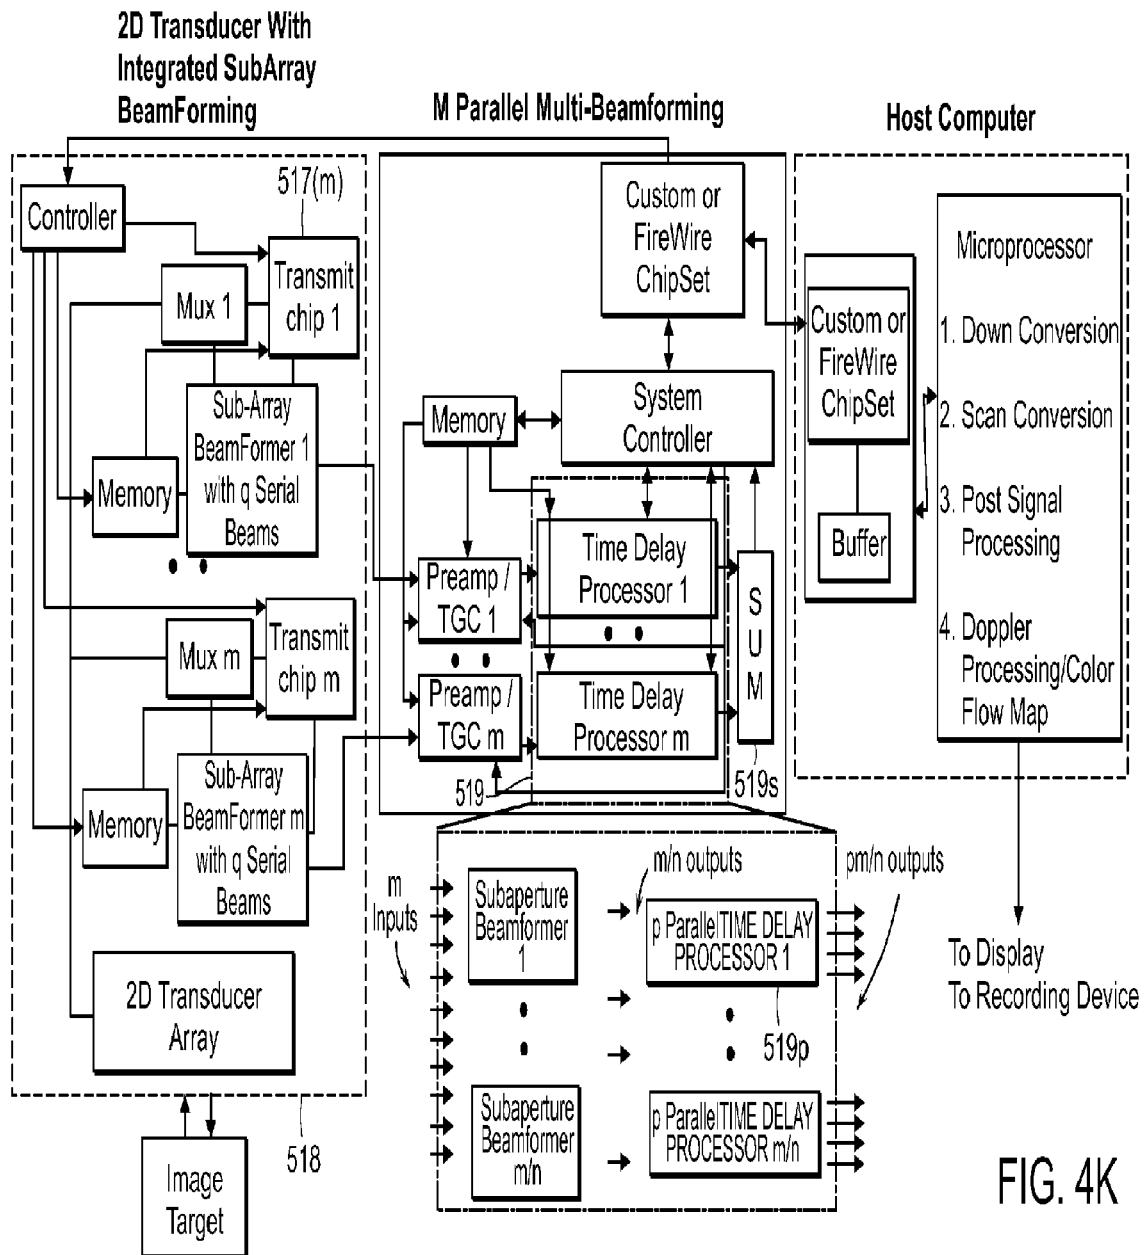 2D Transducer With
Integrated SubArray
BeamForming
M Parallel Multi-Beamforming
Host Computer
517(m)
Controller
Transmit
chip 1
Mux 1
Sub-Array
BeamFormer 1
with q Serial
Beams
Memory
Mux m
Transmit
chip m
Sub-Array
BeamFormer m
with q Serial
Beams
Memory
2D Transducer
Array
518
Image
Target
Custom or
FireWire
ChipSet
System
Controller
Memory
Time Delay
Processor 1
Preamp /
TGC 1
S
U
M
Preamp /
TGC m
Time Delay
Processor m
519
519s
Custom or
FireWire
ChipSet
Buffer
Microprocessor
1. Down Conversion
2. Scan Conversion
3. Post Signal
Processing
4. Doppler
Processing/Color
Flow Map
To Display
To Recording Device
m
Inputs
Subaperture
Beamformer
1
m/n outputs
pm/n outputs
p ParallelTIME DELAY
PROCESSOR 1
519p
Subaperture
Beamformer
m/n
p ParallelTIME DELAY
PROCESSOR m/n
FIG. 4K